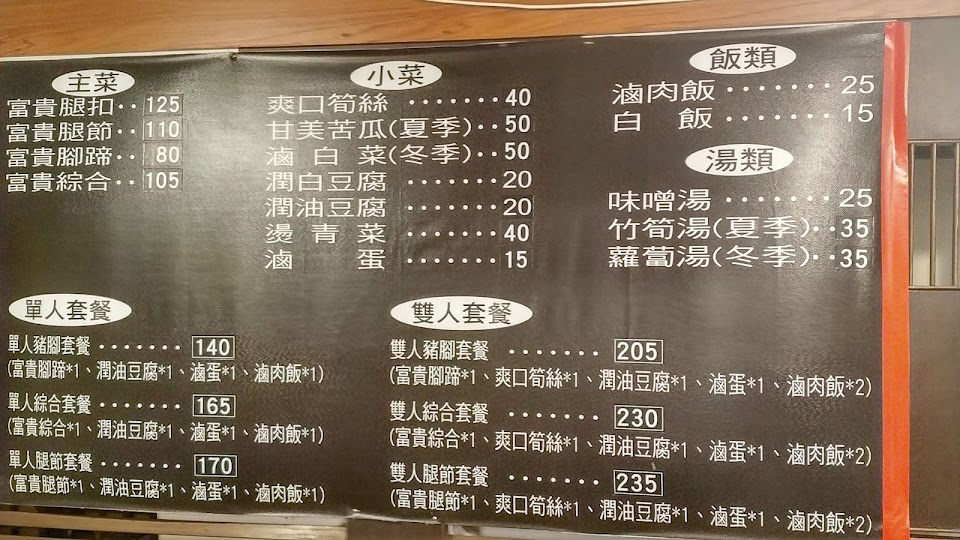 主菜
富貴腿扣‥125
富貴腿節‥110
富貴腳蹄‥80
富貴綜合‥105
小菜
爽口筍絲 ‧‧‧‧‧‧‧ 40
甘美苦瓜(夏季)‥50
滷白菜(冬季)‥50
潤白豆腐 ‧‧‧‧‧‧‧ 20
潤油豆腐 ‧‧‧‧‧‧‧ 20
燙青菜 ‧‧‧‧‧‧‧ 40
滷蛋 ‧‧‧‧‧‧‧ 15
飯類
滷肉飯 ‧‧‧‧‧‧‧ 25
白飯 ‧‧‧‧‧‧‧ 15
湯類
味噌湯 ‧‧‧‧‧‧‧ 25
竹筍湯(夏季)‥35
蘿蔔湯(冬季)‥35
單人套餐
單人豬腳套餐 ‧‧‧‧‧‧‧ 140
(富貴腳蹄*1、潤油豆腐*1、滷蛋*1、滷肉飯*1)
單人綜合套餐 ‧‧‧‧‧‧‧ 165
(富貴綜合*1、潤油豆腐*1、滷蛋*1、滷肉飯*1)
單人腿節套餐 ‧‧‧‧‧‧‧ 170
(富貴腿節*1、潤油豆腐*1、滷蛋*1、滷肉飯*1)
雙人套餐
雙人豬腳套餐 ‧‧‧‧‧‧‧ 205
(富貴腳蹄*1、爽口筍絲*1、潤油豆腐*1、滷蛋*1、滷肉飯*2)
雙人綜合套餐 ‧‧‧‧‧‧‧ 230
(富貴綜合*1、爽口筍絲*1、潤油豆腐*1、滷蛋*1、滷肉飯*2)
雙人腿節套餐 ‧‧‧‧‧‧‧ 235
(富貴腿節*1、爽口筍絲*1、潤油豆腐*1、滷蛋*1、滷肉飯*2)